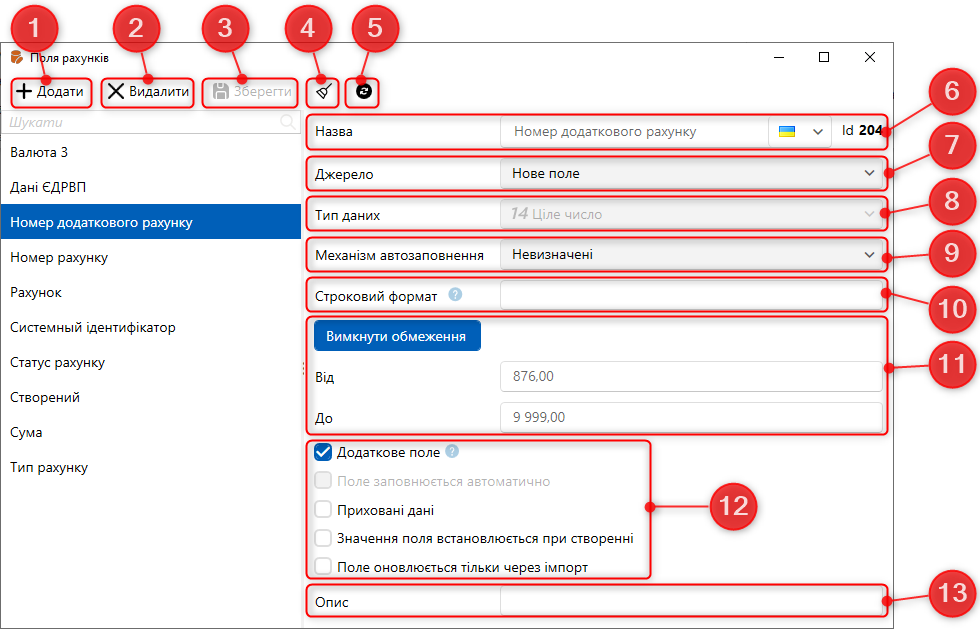 1 2 3 4 5
Поля рахунків
Додати Видалити Зберегти
Шукати
Валюта 3
Дані ЄДРВП
Номер додаткового рахунку
Номер рахунку
Рахунок
Системный ідентифікатор
Статус рахунку
Створений
Сума
Тип рахунку
Назва Номер додаткового рахунку Id 204 6
Джерело Нове поле 7
Тип даних 14 Ціле число 8
Механізм автозаповнення Невизначені 9
Строковий формат ? 10
Вимкнути обмеження 11
Від 876,00
До 9 999,00
Додаткове поле ?
Поле заповнюється автоматично
Приховані дані 12
Значення поля встановлюється при створенні
Поле оновлюється тільки через імпорт
Опис 13